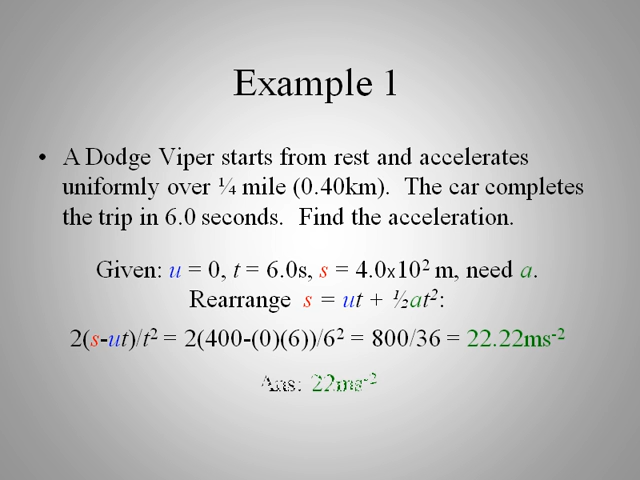 Example 1
• A Dodge Viper starts from rest and accelerates
uniformly over ¼ mile (0.40km).  The car completes
the trip in 6.0 seconds.  Find the acceleration.
Given: u = 0, t = 6.0s, s = 4.0x10² m, need a.
Rearrange  s = ut + ½at²:
2(s-ut)/t² = 2(400-(0)(6))/6² = 800/36 = 22.22ms⁻²
Ans: 22ms⁻²